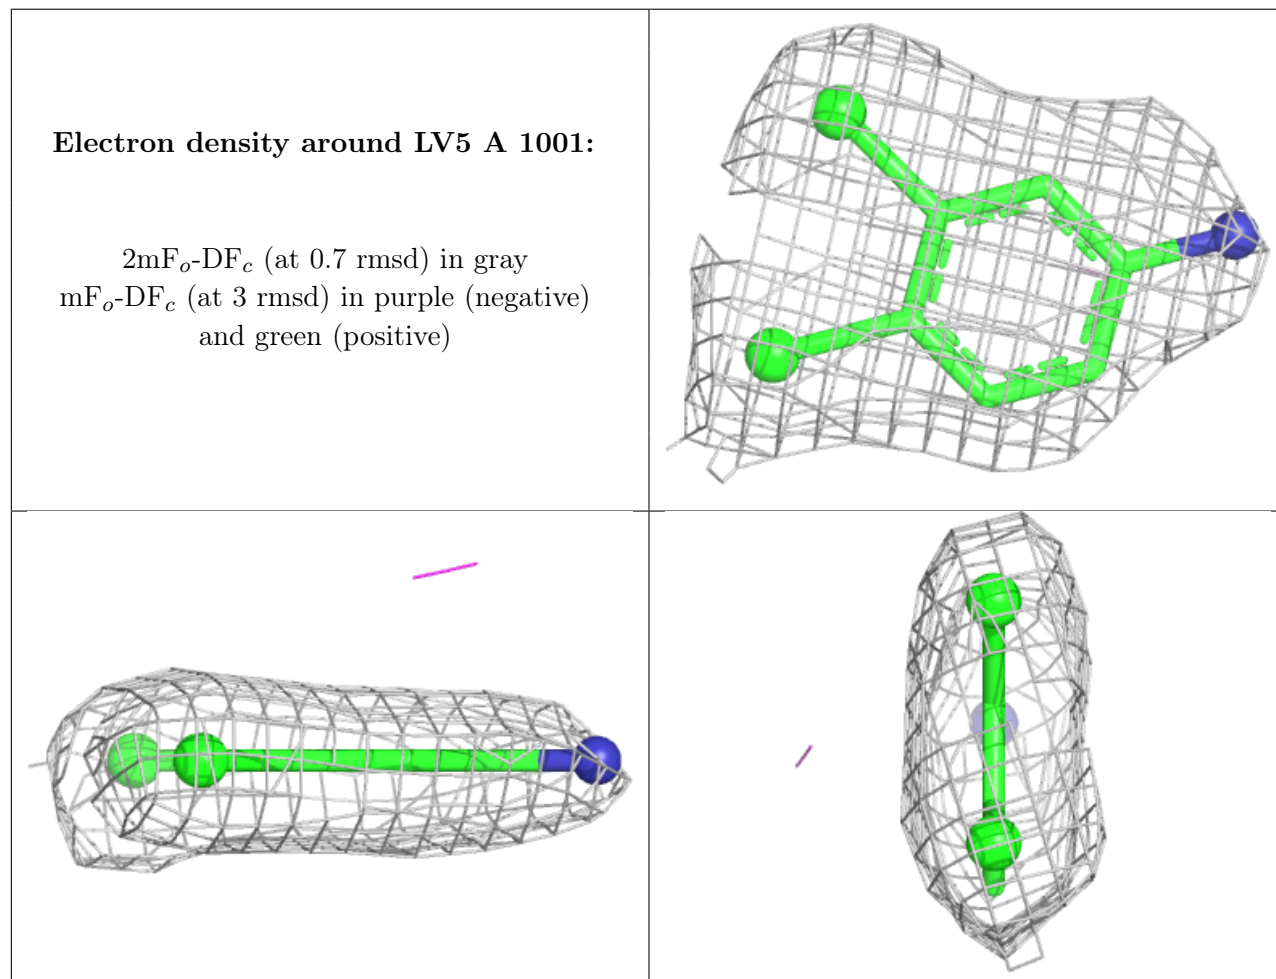 Electron density around LV5 A 1001:
2mFo-DFc (at 0.7 rmsd) in gray
mFo-DFc (at 3 rmsd) in purple (negative)
and green (positive)